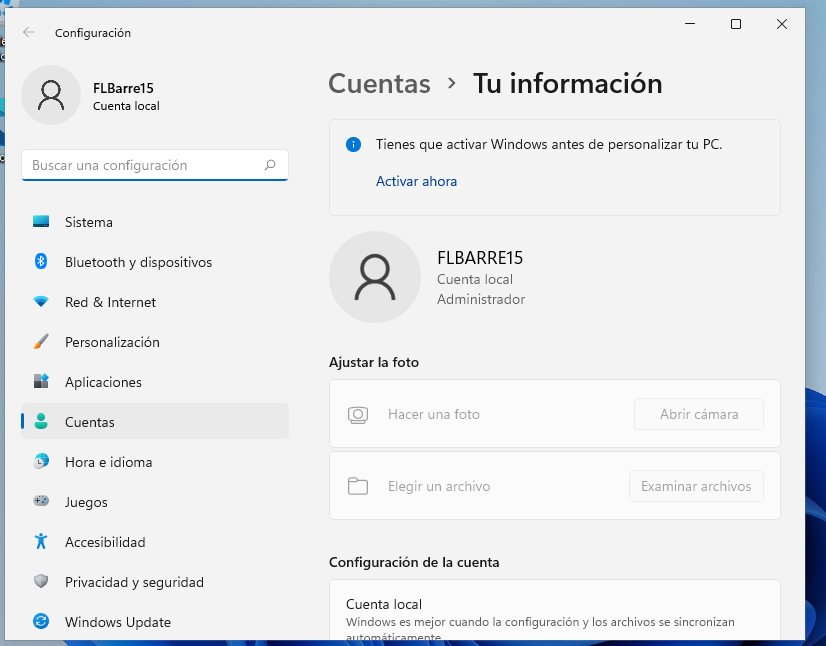 Configuración
FLBarre15
Cuenta local
Buscar una configuración
Sistema
Bluetooth y dispositivos
Red & Internet
Personalización
Aplicaciones
Cuentas
Hora e idioma
Juegos
Accesibilidad
Privacidad y seguridad
Windows Update
Cuentas › Tu información
Tienes que activar Windows antes de personalizar tu PC.
Activar ahora
FLBARRE15
Cuenta local
Administrador
Ajustar la foto
Hacer una foto
Abrir cámara
Elegir un archivo
Examinar archivos
Configuración de la cuenta
Cuenta local
Windows es mejor cuando la configuración y los archivos se sincronizan
automáticamente